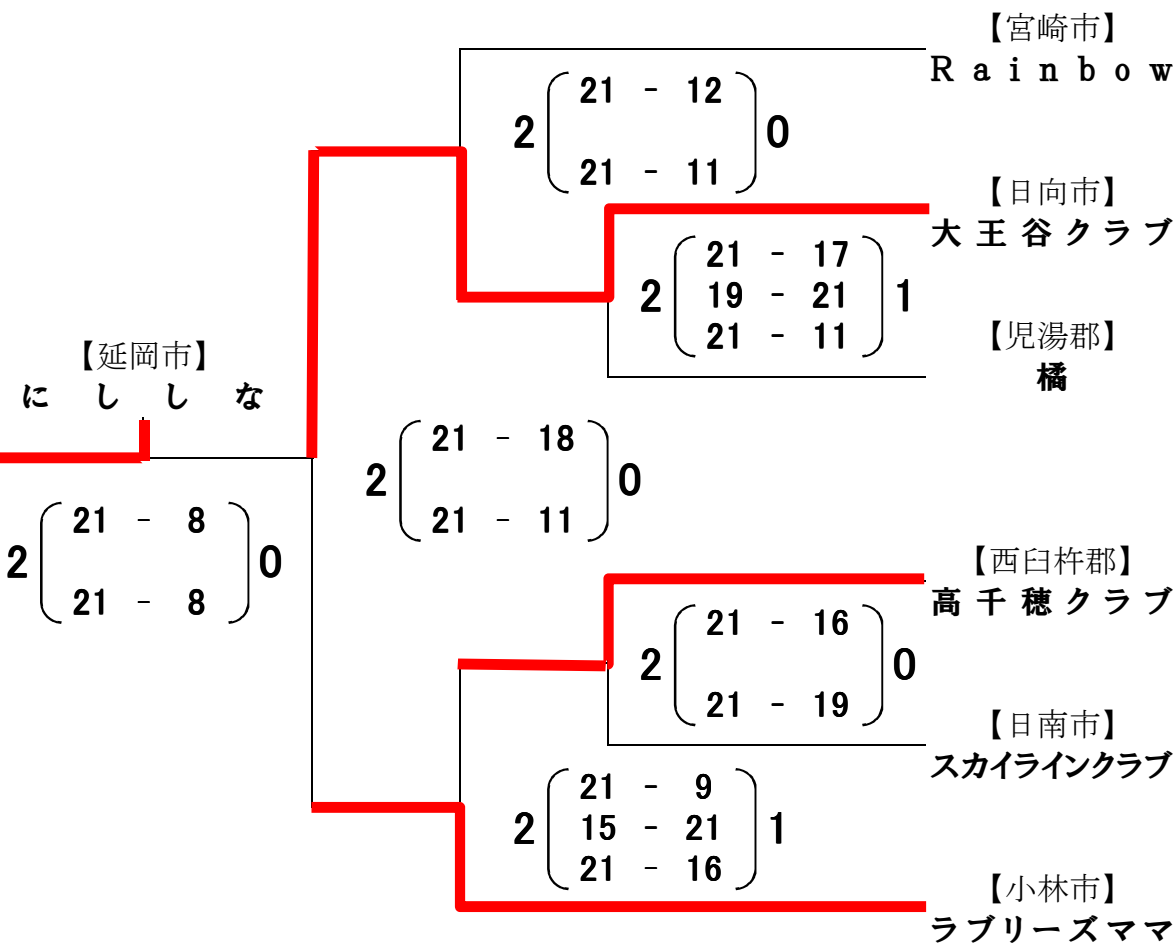 【宮崎市】
Ｒａｉｎｂｏｗ
21 - 12
2 0
21 - 11
【日向市】
大王谷クラブ
21 - 17
2 19 - 21 1
21 - 11
【児湯郡】
橘
【延岡市】
にししな
21 - 18
2 0
21 - 11
21 - 8
2 0
21 - 8
【西臼杵郡】
高千穂クラブ
21 - 16
2 0
21 - 19
【日南市】
スカイラインクラブ
21 - 9
2 15 - 21 1
21 - 16
【小林市】
ラブリーズママ